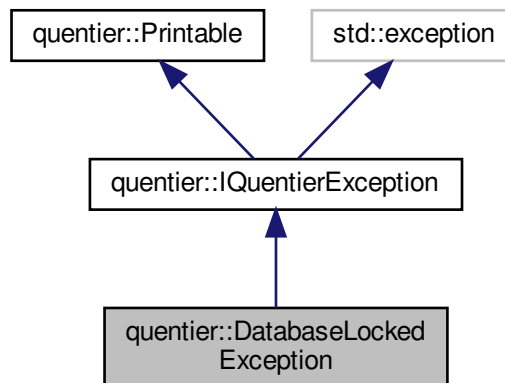 quentier::Printable
std::exception
quentier::IQuentierException
quentier::DatabaseLocked
Exception